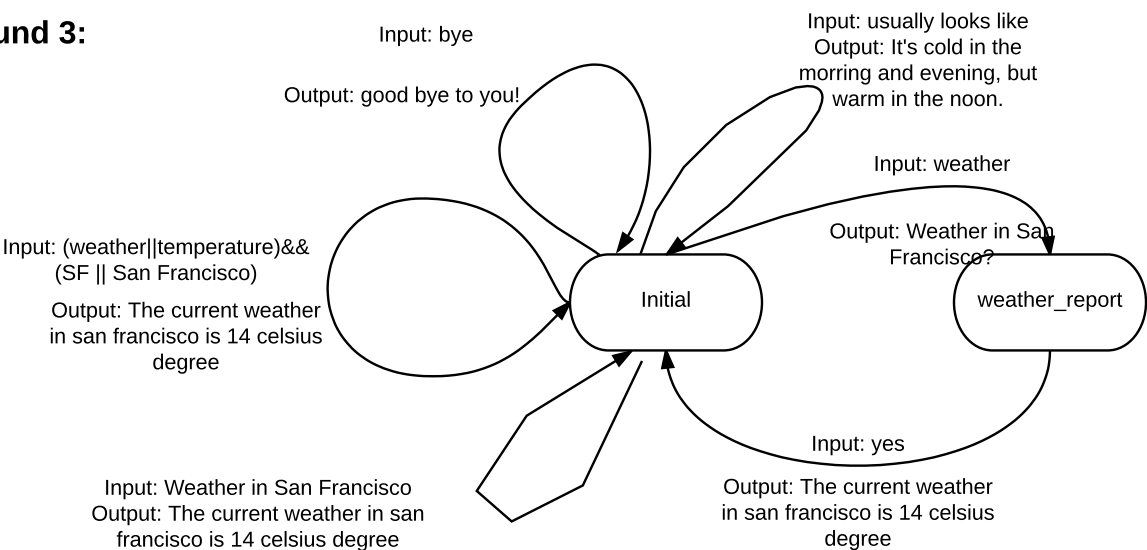 und 3:
Input: bye
Output: good bye to you!
Input: usually looks like
Output: It's cold in the
morring and evening, but
warm in the noon.
Input: weather
Output: Weather in San
Francisco?
Input: (weather||temperature)&&
(SF || San Francisco)
Output: The current weather
in san francisco is 14 celsius
degree
Initial
weather_report
Input: yes
Output: The current weather
in san francisco is 14 celsius
degree
Input: Weather in San Francisco
Output: The current weather in san
francisco is 14 celsius degree